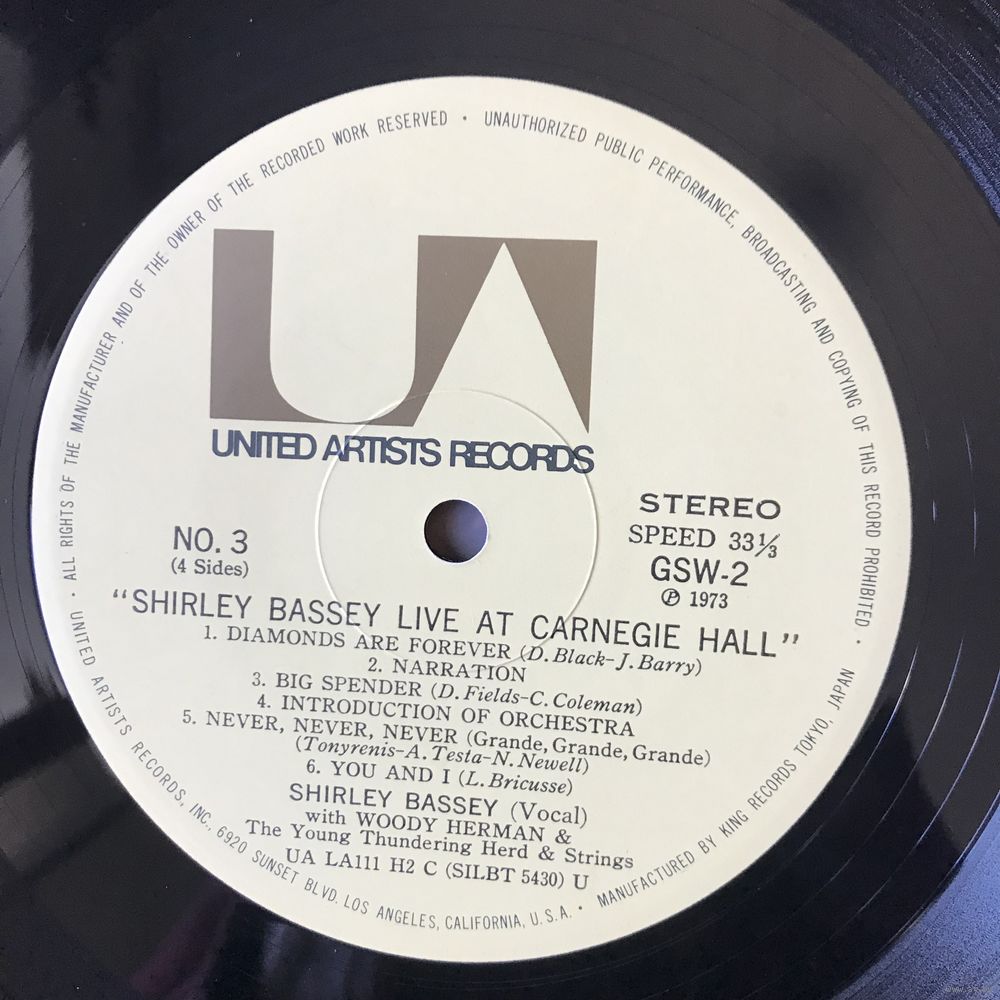 ALL RIGHTS OF THE MANUFACTURER AND OF THE OWNER OF THE RECORDED WORK RESERVED • UNAUTHORIZED PUBLIC PERFORMANCE, BROADCASTING AND COPYING OF THIS RECORD PROHIBITED •
UA
UNITED ARTISTS RECORDS
NO. 3
(4 Sides)
STEREO
SPEED 33⅓
GSW-2
Ⓟ 1973
"SHIRLEY BASSEY LIVE AT CARNEGIE HALL"
1. DIAMONDS ARE FOREVER (D. Black-J. Barry)
2. NARRATION
3. BIG SPENDER (D. Fields-C. Coleman)
4. INTRODUCTION OF ORCHESTRA
5. NEVER, NEVER, NEVER (Grande, Grande, Grande)
(Tonyrenis-A. Testa-N. Newell)
6. YOU AND I (L. Bricusse)
SHIRLEY BASSEY (Vocal)
with WOODY HERMAN &
The Young Thundering Herd & Strings
UA LA111 H2 C (SILBT 5430) U
• UNITED ARTISTS RECORDS, INC., 6920 SUNSET BLVD. LOS ANGELES, CALIFORNIA, U.S.A. • MANUFACTURED BY KING RECORDS TOKYO, JAPAN